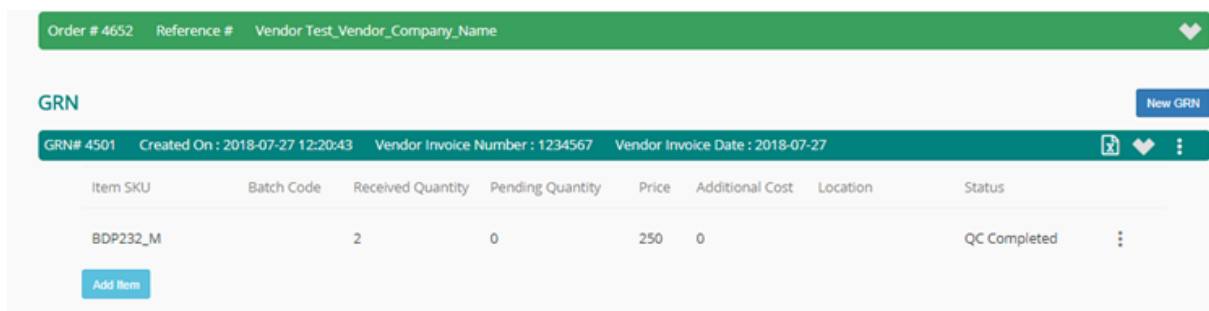 Order # 4652 Reference # Vendor Test_Vendor_Company_Name
GRN
New GRN
GRN# 4501 Created On : 2018-07-27 12:20:43 Vendor Invoice Number : 1234567 Vendor Invoice Date : 2018-07-27
Item SKU Batch Code Received Quantity Pending Quantity Price Additional Cost Location Status
BDP232_M 2 0 250 0 QC Completed
Add Item